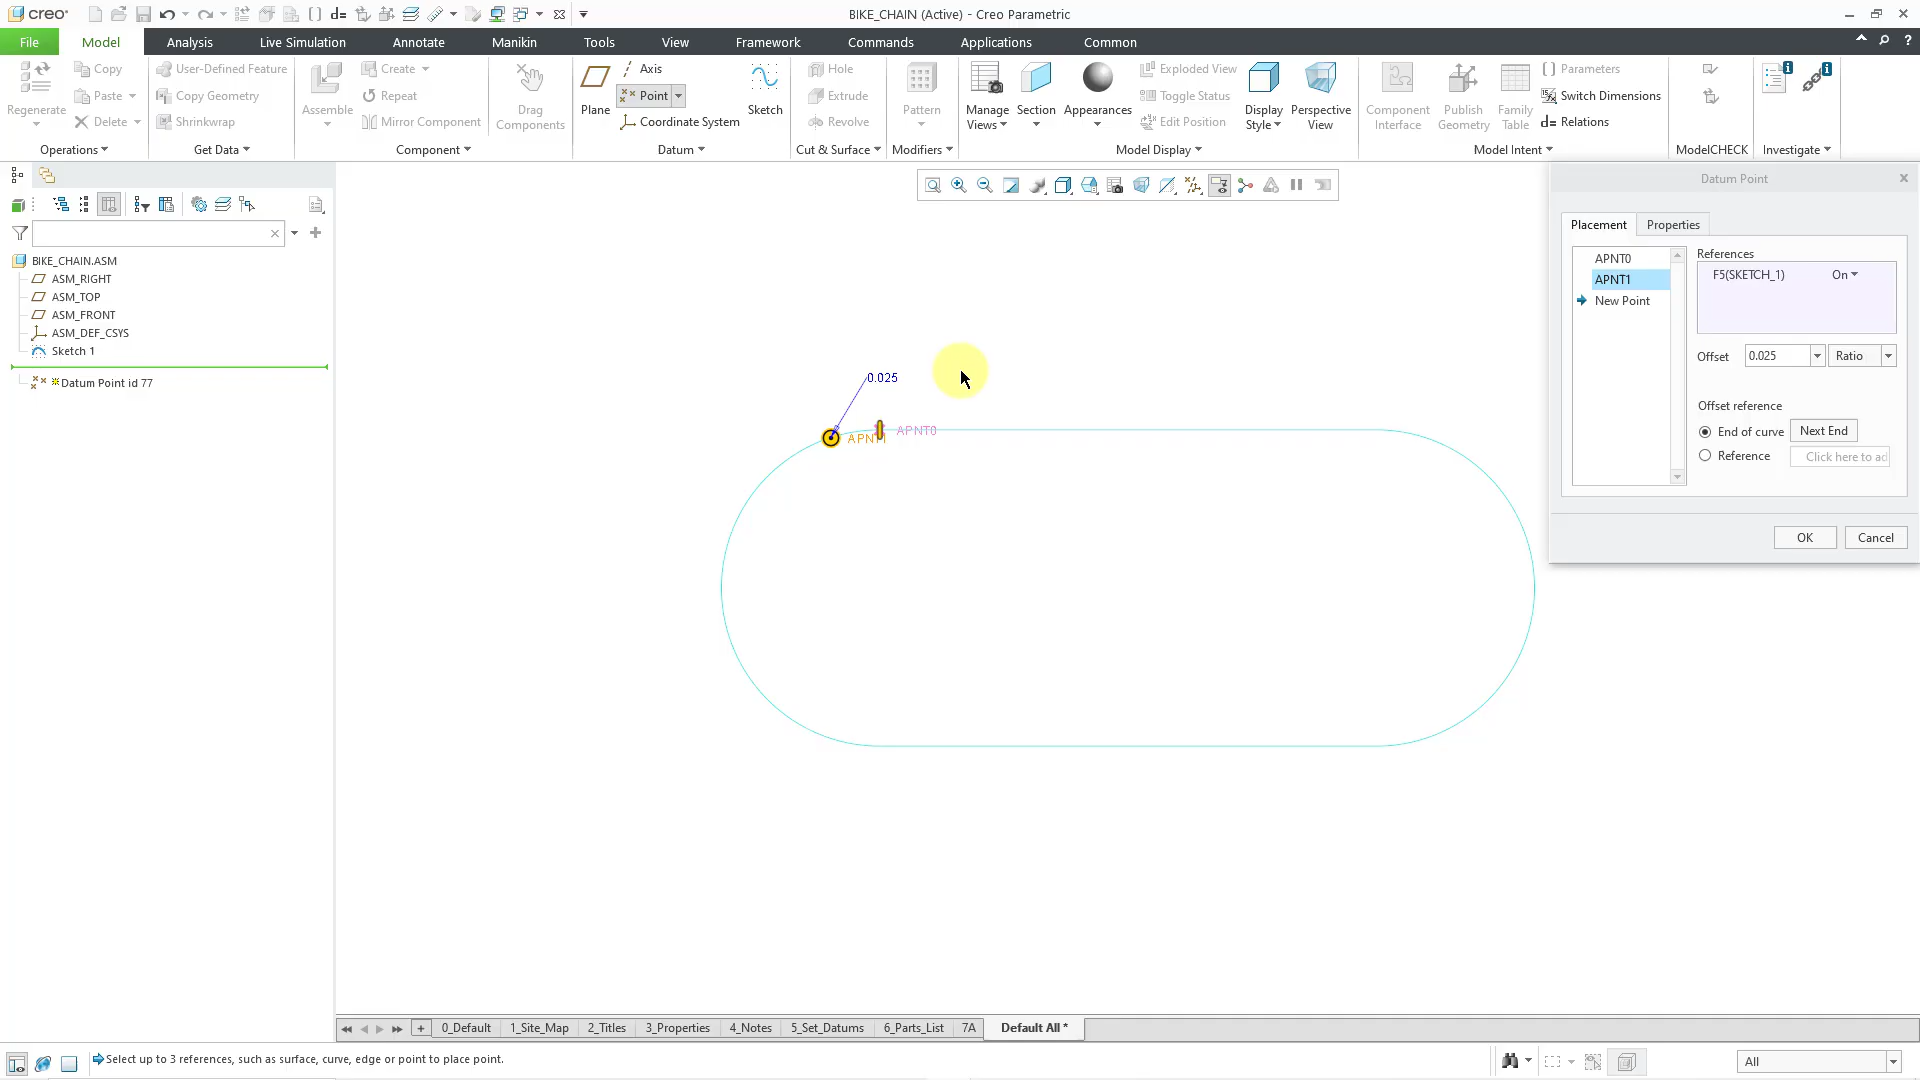 creo
d=
BIKE_CHAIN (Active) - Creo Parametric
File
Model
Analysis
Live Simulation
Annotate
Manikin
Tools
View
Framework
Commands
Applications
Common
Regenerate
Copy
Paste
Delete
Operations
User-Defined Feature
Copy Geometry
Shrinkwrap
Get Data
Assemble
Create
Repeat
Mirror Component
Component
Drag
Components
Plane
Axis
Point
Coordinate System
Sketch
Datum
Hole
Extrude
Revolve
Cut & Surface
Pattern
Modifiers
Manage
Views
Section
Appearances
Exploded View
Toggle Status
Edit Position
Display
Style
Perspective
View
Model Display
Component
Interface
Publish
Geometry
Family
Table
Parameters
Switch Dimensions
d= Relations
Model Intent
ModelCHECK
Investigate
BIKE_CHAIN.ASM
ASM_RIGHT
ASM_TOP
ASM_FRONT
ASM_DEF_CSYS
Sketch 1
Datum Point id 77
0.025
APNT1
APNT0
Datum Point
Placement
Properties
APNT0
APNT1
New Point
References
F5(SKETCH_1) On
Offset 0.025 Ratio
Offset reference
End of curve Next End
Reference Click here to ad
OK
Cancel
0_Default
1_Site_Map
2_Titles
3_Properties
4_Notes
5_Set_Datums
6_Parts_List
7A
Default All *
Select up to 3 references, such as surface, curve, edge or point to place point.
All